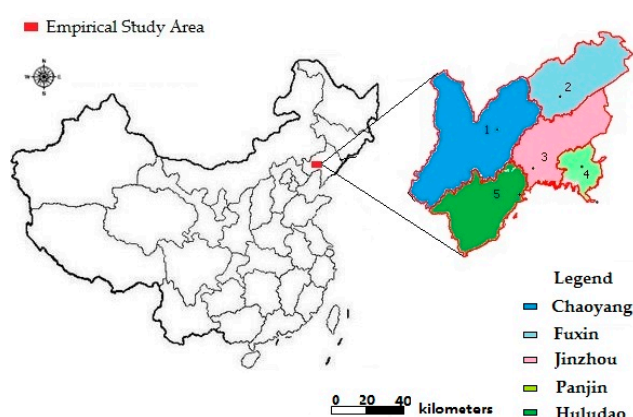 Empirical Study Area
N
W
E
S
1
2
3
4
5
Legend
Chaoyang
Fuxin
Jinzhou
Panjin
Huludao
0 20 40 kilometers